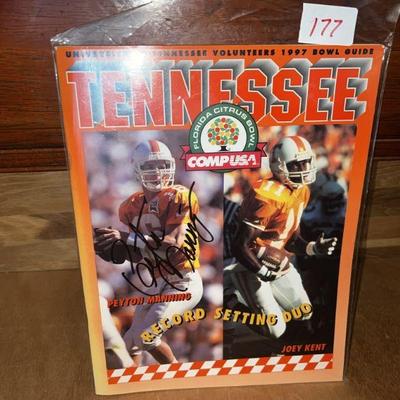 177
UNIVERSITY OF TENNESSEE VOLUNTEERS 1997 BOWL GUIDE
TENNESSEE
FLORIDA CITRUS BOWL
COMPUSA
11
PEYTON MANNING
RECORD SETTING DUO
JOEY KENT